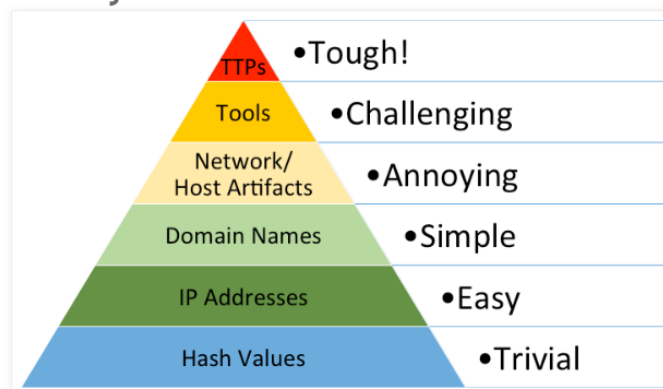 TTPs
•Tough!
Tools
•Challenging
Network/
Host Artifacts
•Annoying
Domain Names
•Simple
IP Addresses
•Easy
Hash Values
•Trivial